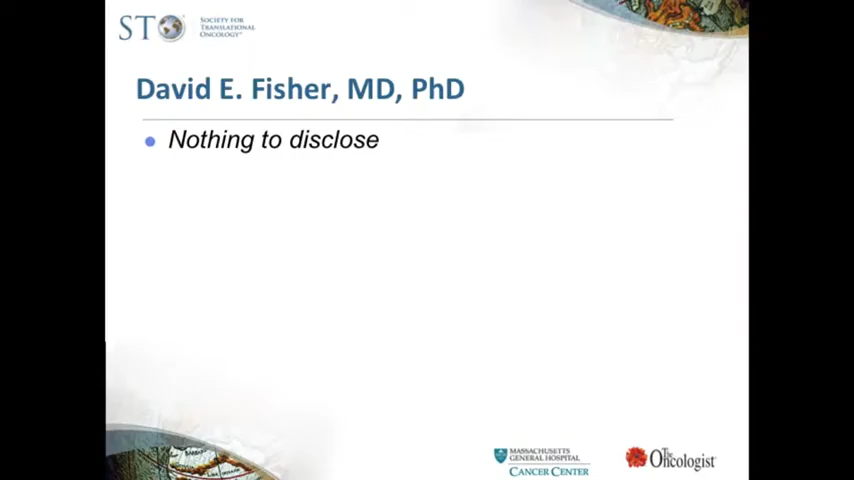 STO
SOCIETY FOR
TRANSLATIONAL
ONCOLOGY
David E. Fisher, MD, PhD
Nothing to disclose
MASSACHUSETTS
GENERAL HOSPITAL
CANCER CENTER
The
Oncologist